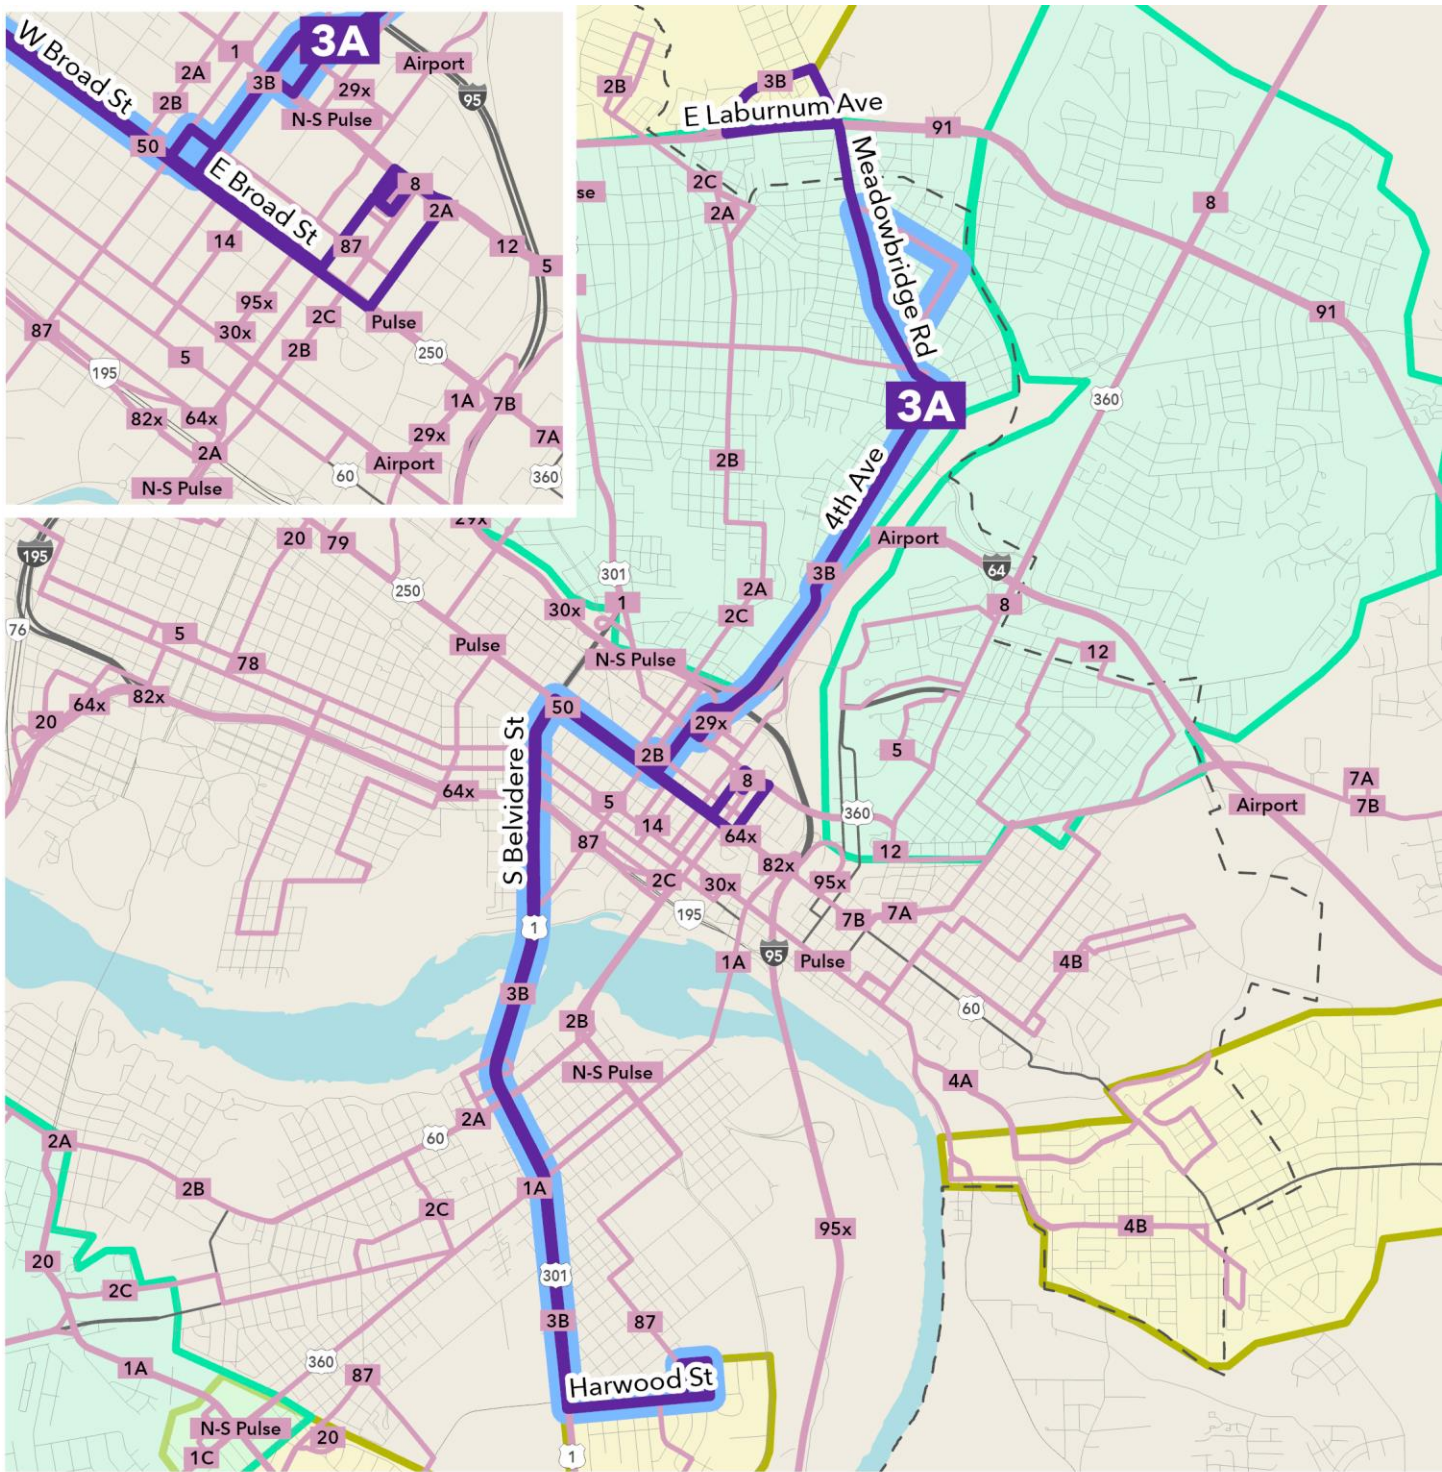 3A
W Broad St
1
2A
Airport
3B
29x
95
2B
N-S Pulse
50
E Broad St
8
2A
14
87
12
5
95x
30x
2C
Pulse
87
5
2B
250
195
1A
7B
82x
64x
29x
7A
2A
Airport
60
360
N-S Pulse
3B
2B
E Laburnum Ave
91
Meadowbridge Rd
2C
se
2A
8
91
360
3A
2B
4th Ave
29x
20
79
Airport
195
64
250
301
3B
2A
1
30x
2C
8
76
5
Pulse
N-S Pulse
12
78
82x
64x
20
50
29x
S Belvidere St
2B
5
8
7A
64x
5
360
7B
Airport
14
64x
87
12
82x
2C
30x
95x
195
7B
7A
1
95
1A
Pulse
4B
3B
60
2B
N-S Pulse
4A
2A
60
2A
2B
1A
2C
95x
4B
20
301
2C
3B
87
360
1A
87
Harwood St
N-S Pulse
20
1C
1